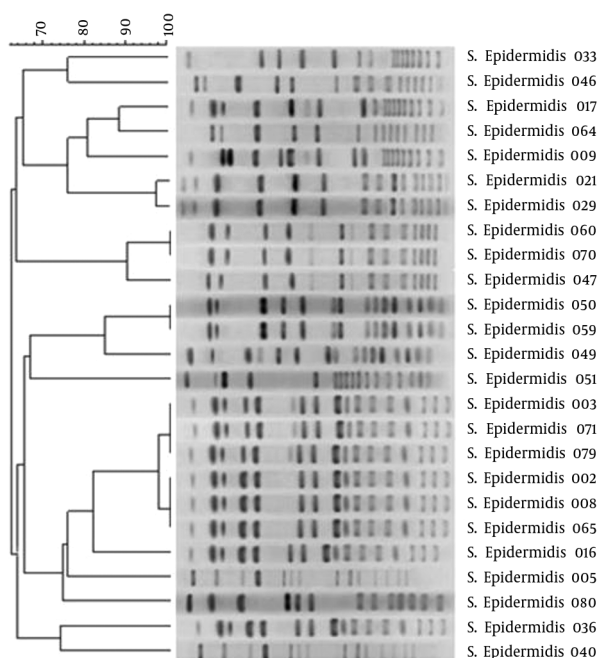 70 80 90 100
S. Epidermidis 033
S. Epidermidis 046
S. Epidermidis 017
S. Epidermidis 064
S. Epidermidis 009
S. Epidermidis 021
S. Epidermidis 029
S. Epidermidis 060
S. Epidermidis 070
S. Epidermidis 047
S. Epidermidis 050
S. Epidermidis 059
S. Epidermidis 049
S. Epidermidis 051
S. Epidermidis 003
S. Epidermidis 071
S. Epidermidis 079
S. Epidermidis 002
S. Epidermidis 008
S. Epidermidis 065
S. Epidermidis 016
S. Epidermidis 005
S. Epidermidis 080
S. Epidermidis 036
S. Epidermidis 040